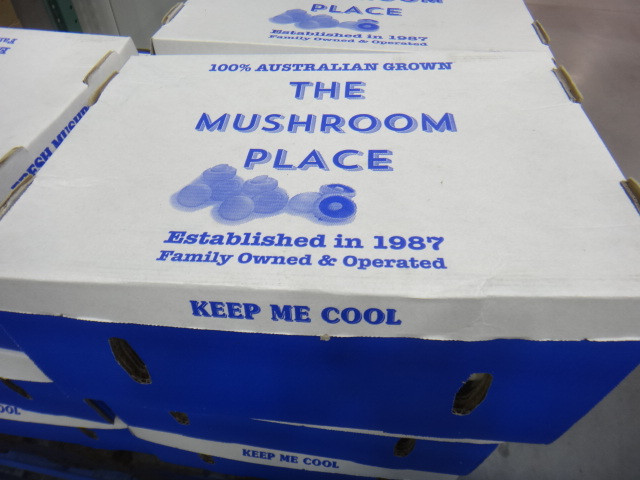 PLACE
Established in 1987
Family Owned & Operated
100% AUSTRALIAN GROWN
THE
MUSHROOM
PLACE
Established in 1987
Family Owned & Operated
KEEP ME COOL
KEEP ME COOL